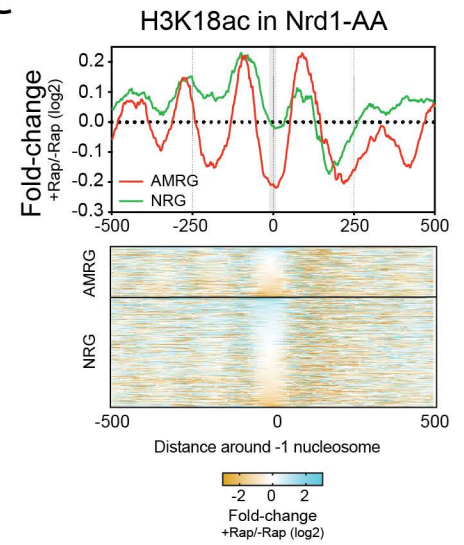 H3K18ac in Nrd1-AA
Fold-change
+Rap/-Rap (log2)
0.2
0.1
0.0
-0.1
-0.2
-0.3
AMRG
NRG
-500 -250 0 250 500
AMRG
NRG
-500 0 500
Distance around -1 nucleosome
-2 0 2
Fold-change
+Rap/-Rap (log2)